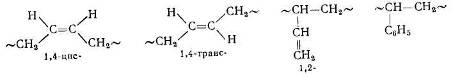 H H
C=C
~CH₂ CH₂~
1,4-цис-
H CH₂~
C=C
~CH₂ H
1,4-транс-
~CH—CH₂~
CH
‖
CH₂
1,2-
~CH—CH₂~
C₆H₅